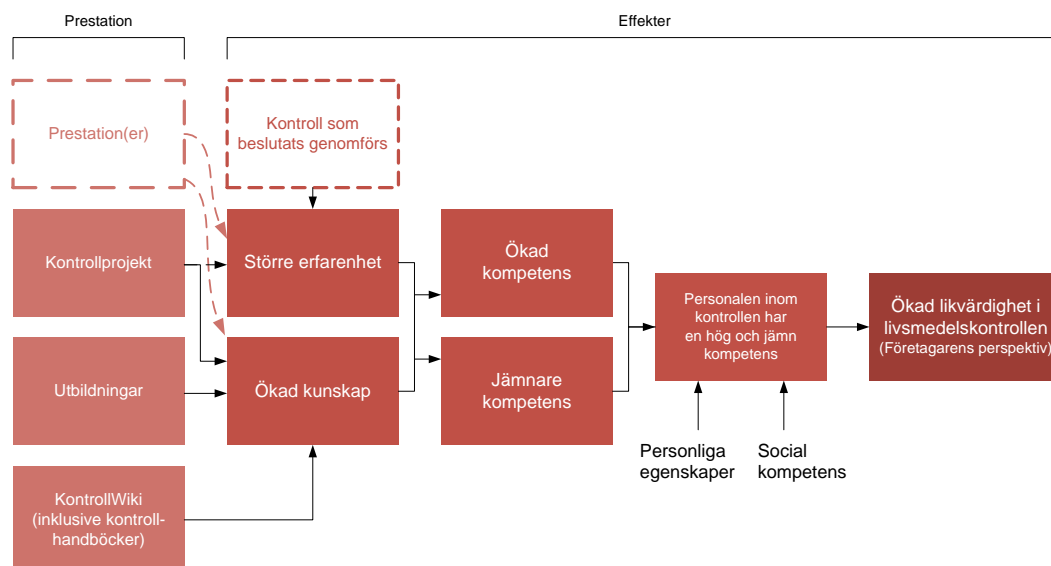 Prestation
Effekter
Prestation(er)
Kontroll som
beslutats genomförs
Kontrollprojekt
Större erfarenhet
Ökad
kompetens
Personalen inom
kontrollen har
en hög och jämn
kompetens
Ökad likvärdighet i
livsmedelskontrollen
(Företagarens perspektiv)
Utbildningar
Ökad kunskap
Jämnare
kompetens
Personliga
egenskaper
Social
kompetens
KontrollWiki
(inklusive kontroll-
handböcker)